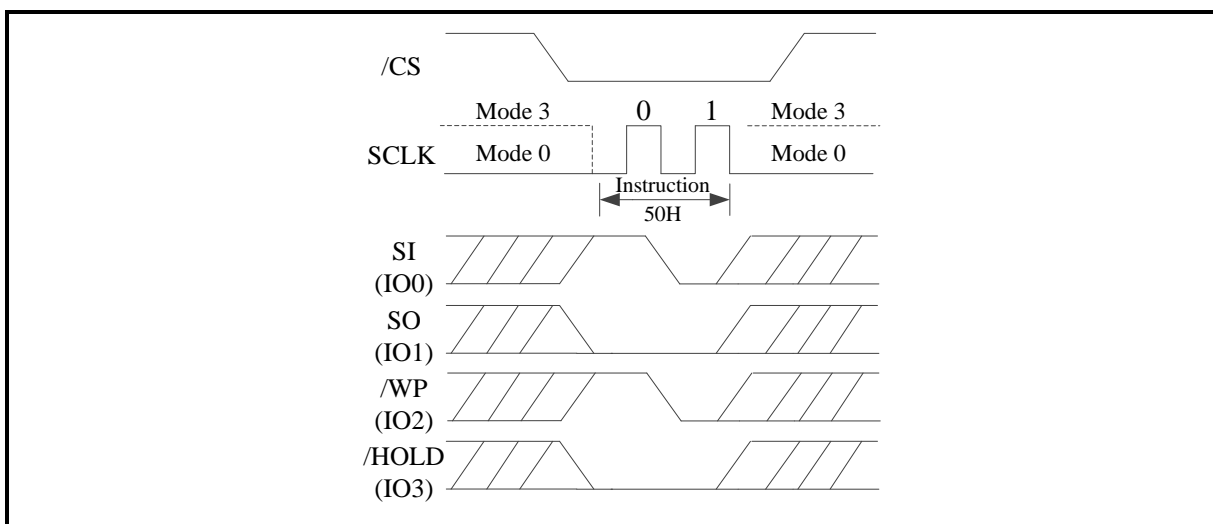 /CS
Mode 3 0 1 Mode 3
SCLK Mode 0 Mode 0
Instruction
50H
SI
(IO0)
SO
(IO1)
/WP
(IO2)
/HOLD
(IO3)